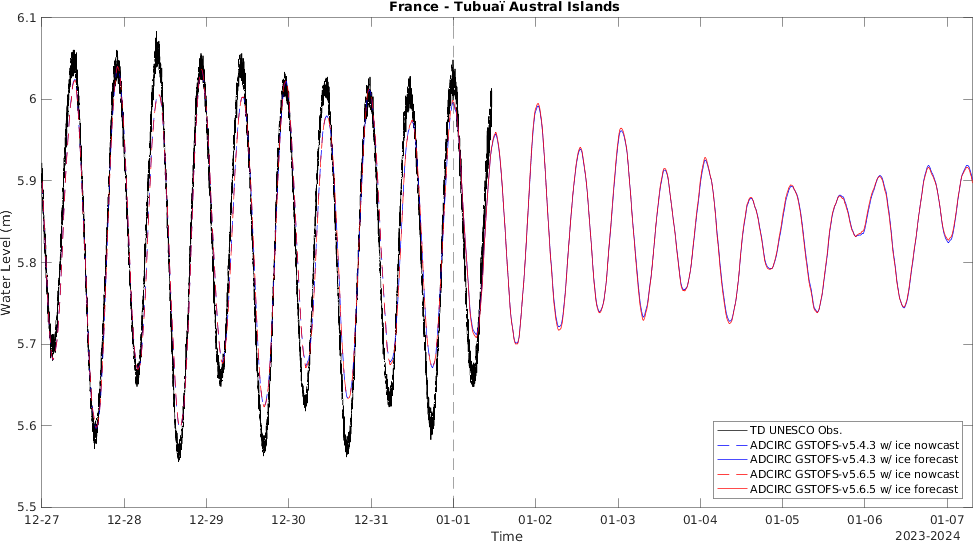 France - Tubuaï Austral Islands
6.1
6
5.9
5.8
5.7
5.6
5.5
Water Level (m)
TD UNESCO Obs.
ADCIRC GSTOFS-v5.4.3 w/ ice nowcast
ADCIRC GSTOFS-v5.4.3 w/ ice forecast
ADCIRC GSTOFS-v5.6.5 w/ ice nowcast
ADCIRC GSTOFS-v5.6.5 w/ ice forecast
12-27 12-28 12-29 12-30 12-31 01-01 01-02 01-03 01-04 01-05 01-06 01-07
Time
2023-2024